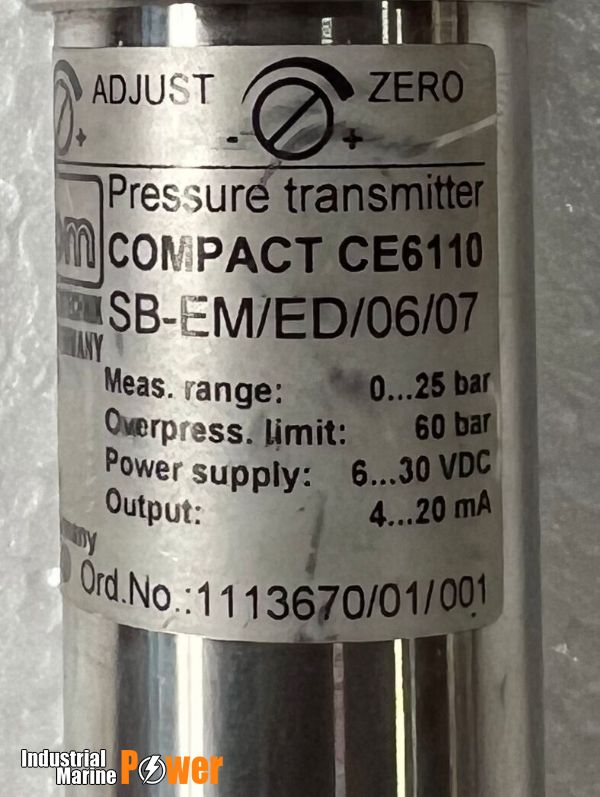 ADJUST ZERO
+ - +
Pressure transmitter
COMPACT CE6110
SB-EM/ED/06/07
Meas. range: 0...25 bar
Overpress. limit: 60 bar
Power supply: 6...30 VDC
Output: 4...20 mA
Ord.No.:1113670/01/001
Industrial
Marine Power